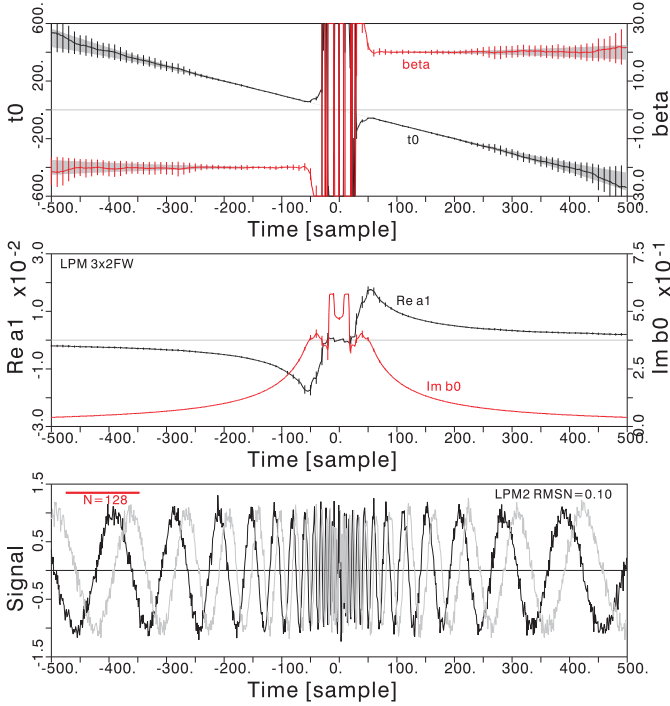 600.
200.
-200.
-600.
t0
30.0
10.0
-10.0
-30.0
beta
beta
t0
-500. -400. -300. -200. -100. 0. 100. 200. 300. 400. 500.
Time [sample]
3.0
1.0
-1.0
-3.0
Re a1 x10-2
LPM 3x2FW
Re a1
Im b0
7.5
5.0
2.5
0.0
Im b0 x10-1
-500. -400. -300. -200. -100. 0. 100. 200. 300. 400. 500.
Time [sample]
1.5
0.5
-0.5
-1.5
Signal
N=128
LPM2 RMSN=0.10
-500. -400. -300. -200. -100. 0. 100. 200. 300. 400. 500.
Time [sample]